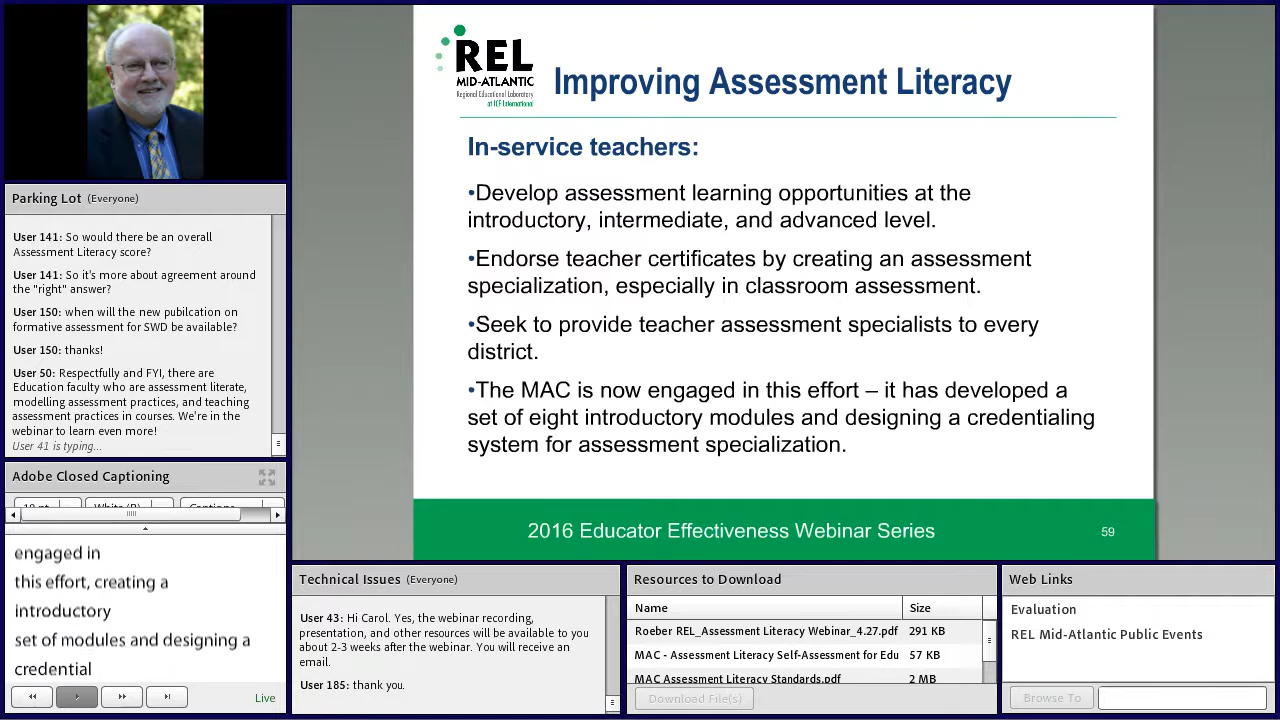 REL
MID-ATLANTIC
Regional Educational Laboratory
at ICF International
Improving Assessment Literacy
In-service teachers:
•Develop assessment learning opportunities at the
introductory, intermediate, and advanced level.
•Endorse teacher certificates by creating an assessment
specialization, especially in classroom assessment.
•Seek to provide teacher assessment specialists to every
district.
•The MAC is now engaged in this effort – it has developed a
set of eight introductory modules and designing a credentialing
system for assessment specialization.
2016 Educator Effectiveness Webinar Series
59
Parking Lot (Everyone)
User 141: So would there be an overall
Assessment Literacy score?
User 141: So it's more about agreement around
the "right" answer?
User 150: when will the new pubilcation on
formative assessment for SWD be available?
User 150: thanks!
User 50: Respectfully and FYI, there are
Education faculty who are assessment literate,
modelling assessment practices, and teaching
assessment practices in courses. We're in the
webinar to learn even more!
User 41 is typing...
Adobe Closed Captioning
engaged in
this effort, creating a
introductory
set of modules and designing a
credential
Live
Technical Issues (Everyone)
User 43: Hi Carol. Yes, the webinar recording,
presentation, and other resources will be available to you
about 2-3 weeks after the webinar. You will receive an
email.
User 185: thank you.
Resources to Download
Name Size
Roeber REL_Assessment Literacy Webinar_4.27.pdf 291 KB
MAC - Assessment Literacy Self-Assessment for Edu 57 KB
MAC Assessment Literacy Standards.pdf 2 MB
Download File(s)
Web Links
Evaluation
REL Mid-Atlantic Public Events
Browse To